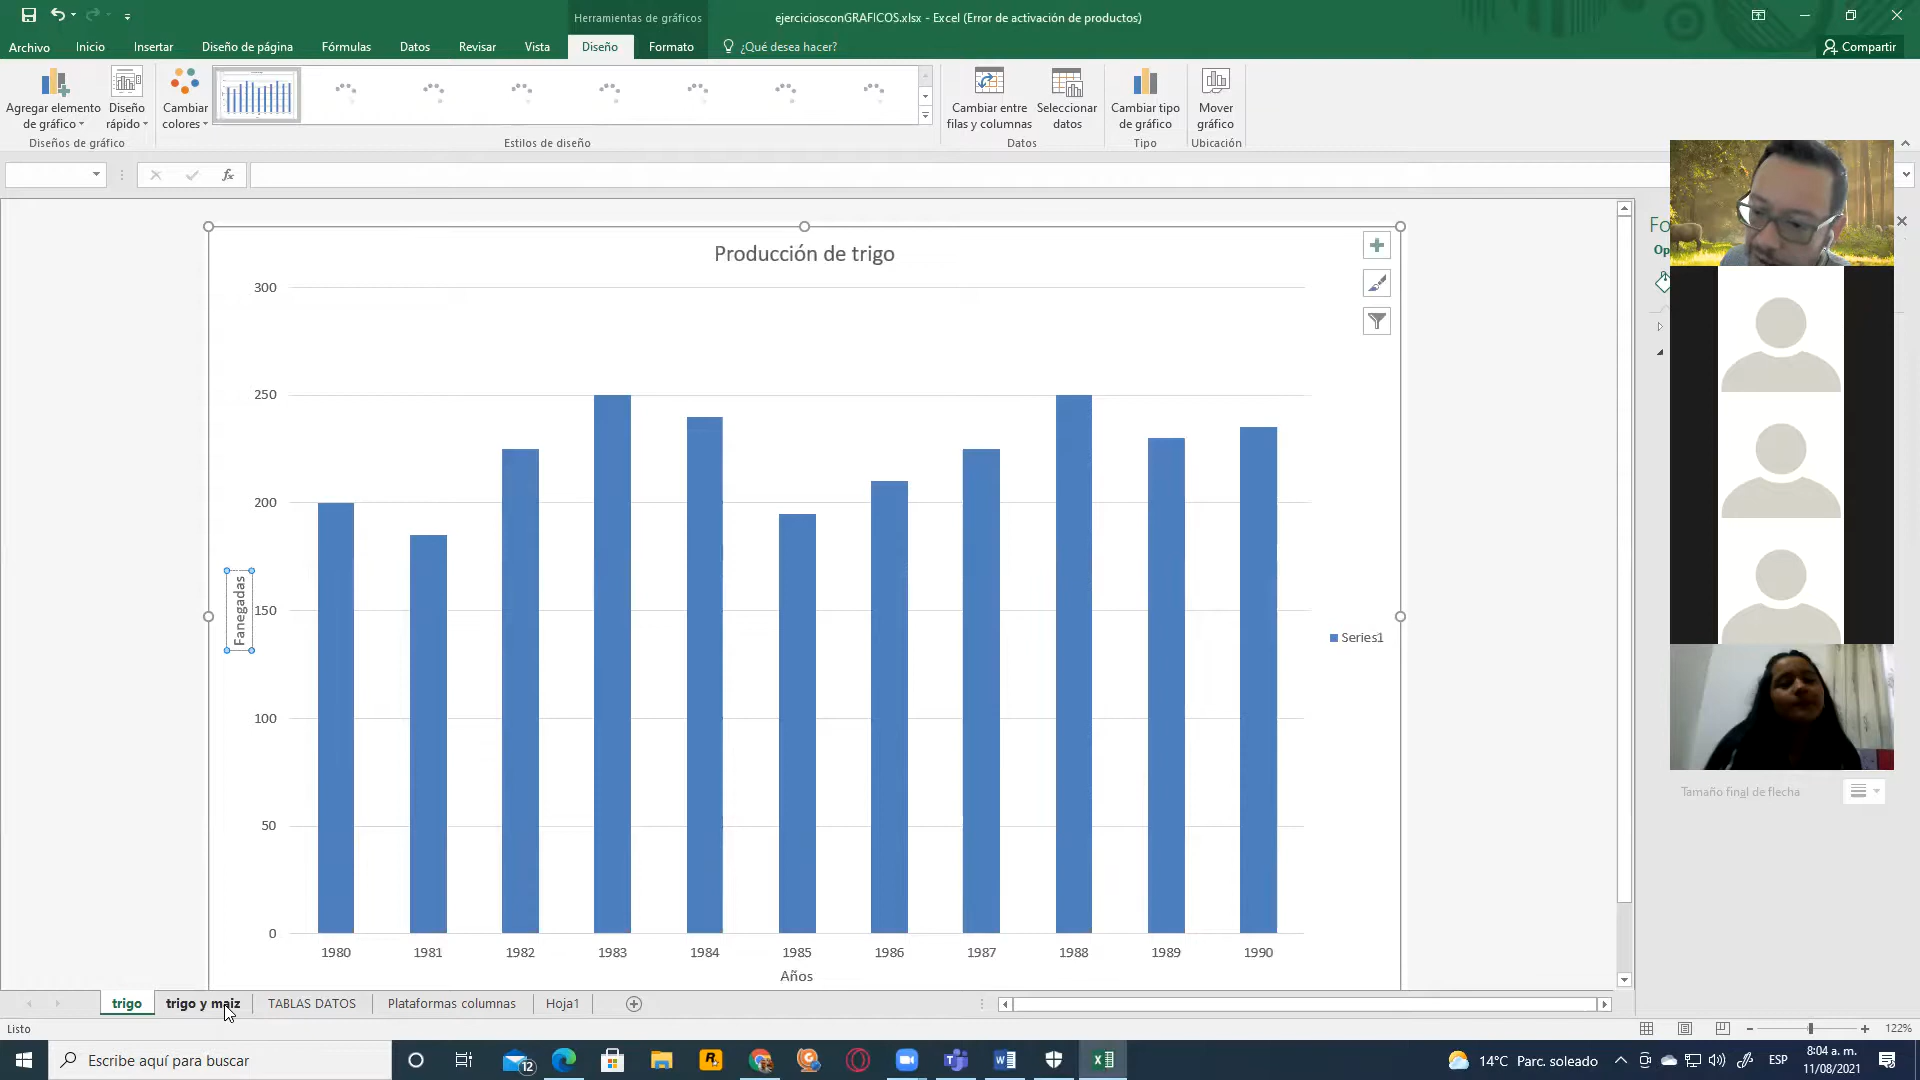 Herramientas de gráficos
ejerciciosconGRAFICOS.xlsx - Excel (Error de activación de productos)
Archivo Inicio Insertar Diseño de página Fórmulas Datos Revisar Vista Diseño Formato ¿Qué desea hacer? Compartir
Agregar elemento de gráfico
Diseño rápido
Cambiar colores
Cambiar entre filas y columnas
Seleccionar datos
Cambiar tipo de gráfico
Mover gráfico
Diseños de gráfico
Estilos de diseño
Datos
Tipo
Ubicación
fx
Fo
Op
Producción de trigo
300
250
200
150
100
50
0
Fanegadas
Series1
1980 1981 1982 1983 1984 1985 1986 1987 1988 1989 1990
Años
Tamaño final de flecha
trigo trigo y maiz TABLAS DATOS Plataformas columnas Hoja1
Listo
122%
Escribe aquí para buscar
12
14°C Parc. soleado
ESP
8:04 a. m.
11/08/2021